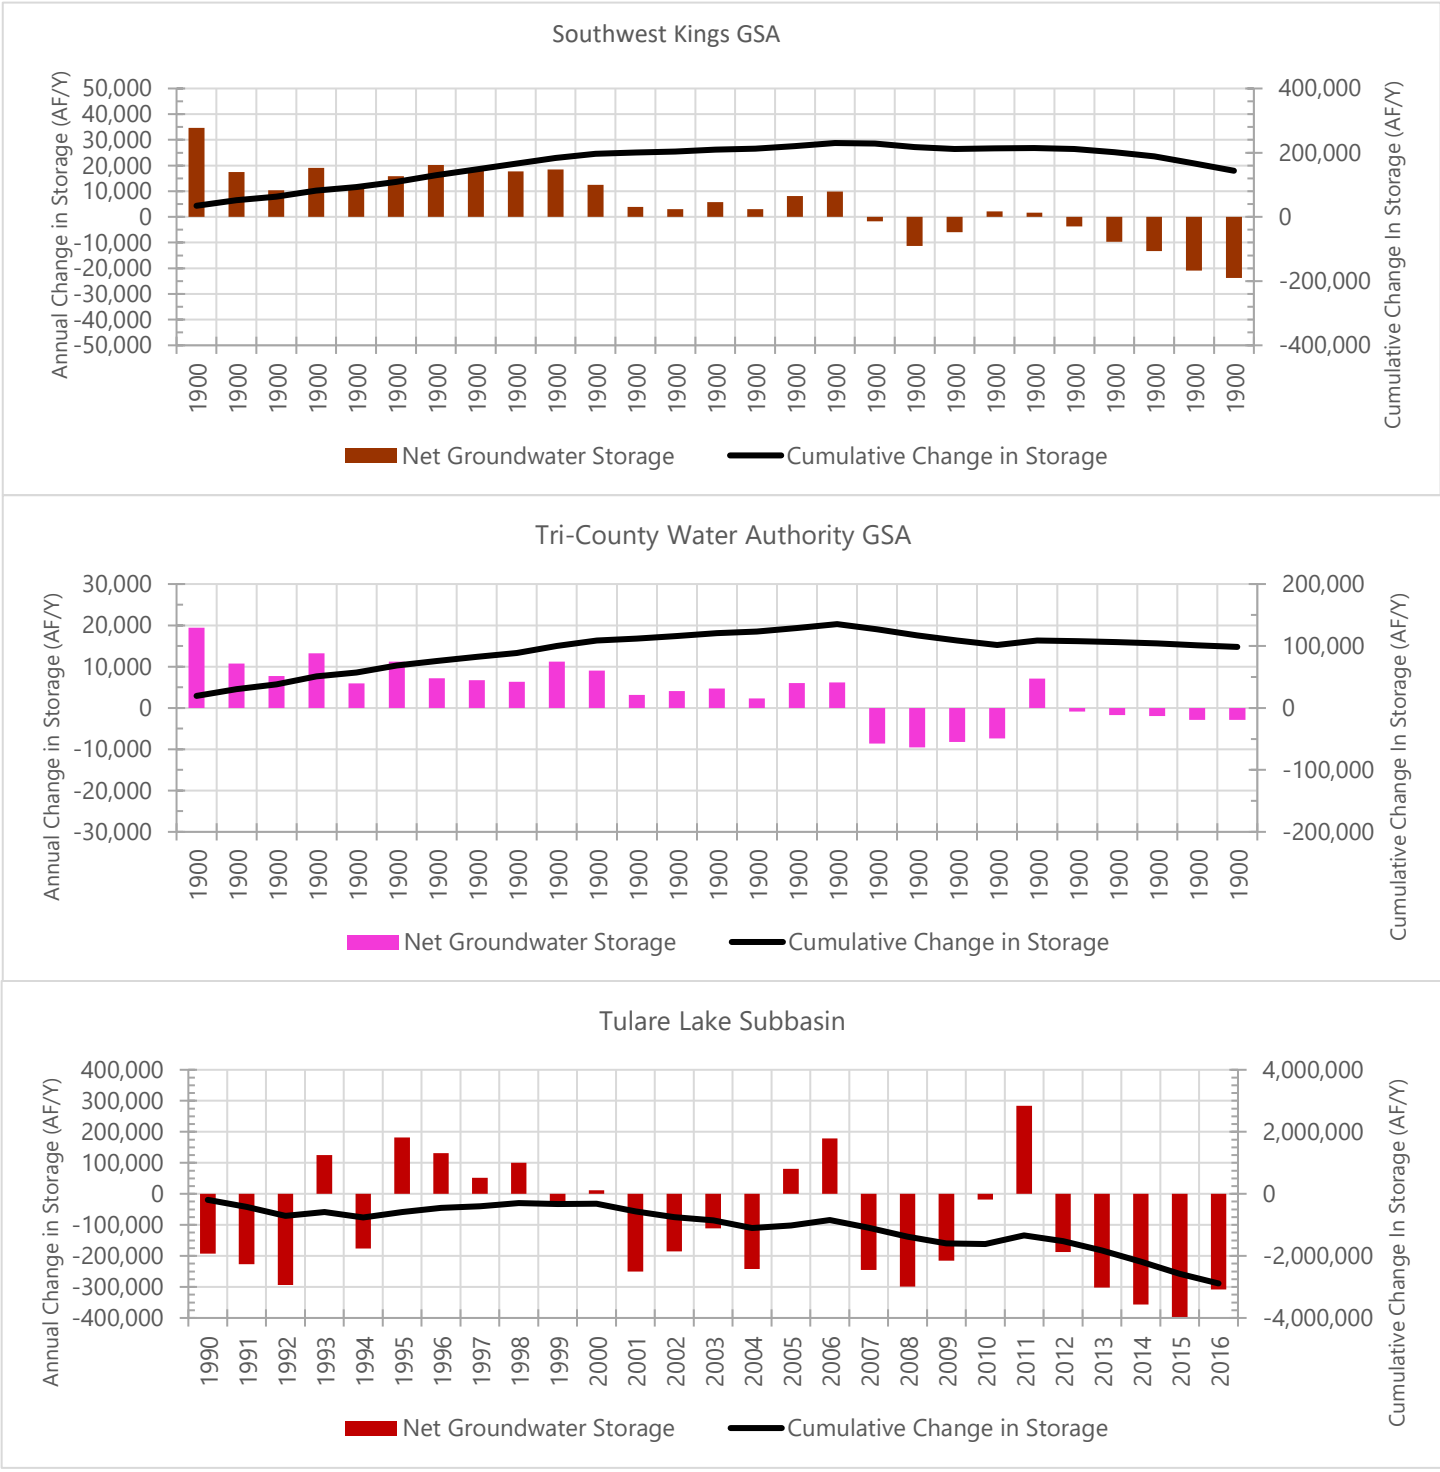 Southwest Kings GSA
Annual Change in Storage (AF/Y)
50,000
40,000
30,000
20,000
10,000
0
-10,000
-20,000
-30,000
-40,000
-50,000
400,000
200,000
0
-200,000
-400,000
Cumulative Change In Storage (AF/Y)
1900 1900 1900 1900 1900 1900 1900 1900 1900 1900 1900 1900 1900 1900 1900 1900 1900 1900 1900 1900 1900 1900 1900 1900 1900 1900 1900
Net Groundwater Storage Cumulative Change in Storage
Tri-County Water Authority GSA
Annual Change in Storage (AF/Y)
30,000
20,000
10,000
0
-10,000
-20,000
-30,000
200,000
100,000
0
-100,000
-200,000
Cumulative Change In Storage (AF/Y)
1900 1900 1900 1900 1900 1900 1900 1900 1900 1900 1900 1900 1900 1900 1900 1900 1900 1900 1900 1900 1900 1900 1900 1900 1900 1900 1900
Net Groundwater Storage Cumulative Change in Storage
Tulare Lake Subbasin
Annual Change in Storage (AF/Y)
400,000
300,000
200,000
100,000
0
-100,000
-200,000
-300,000
-400,000
4,000,000
2,000,000
0
-2,000,000
-4,000,000
Cumulative Change In Storage (AF/Y)
1990 1991 1992 1993 1994 1995 1996 1997 1998 1999 2000 2001 2002 2003 2004 2005 2006 2007 2008 2009 2010 2011 2012 2013 2014 2015 2016
Net Groundwater Storage Cumulative Change in Storage